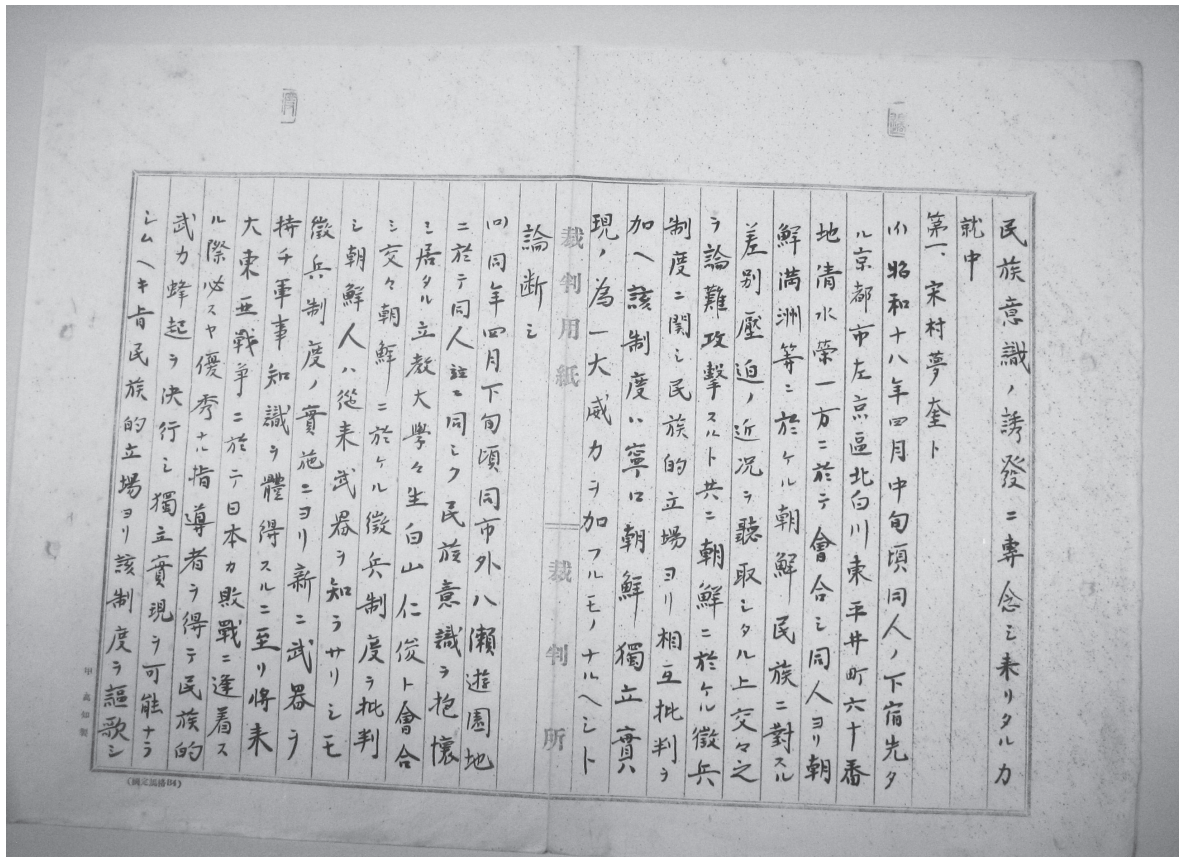 民族意識ノ誘發ニ專念シ来リタルカ
就中
第一、宋村夢奎ト
(イ)昭和十八年四月中旬頃同人ノ下宿先タ
ル京都市左京區北白川東平井町六十番
地清水榮一方ニ於テ會合シ同人ヨリ朝
鮮満洲等ニ於ケル朝鮮民族ニ對スル
差別壓迫ノ近況ヲ聽取シタル上交々之
ヲ論難攻撃スルト共ニ朝鮮ニ於ケル徴兵
制度ニ関シ民族的立場ヨリ相互批判ヲ
加ヘ該制度ハ寧ロ朝鮮獨立實
現ノ為一大威力ヲ加フルモノナルヘシト
裁判用紙 裁判所
論断シ
(ロ)同年四月下旬頃同市外八瀬遊園地
ニ於テ同人註ニ同シク民族意識ヲ抱懐
シ居タル立教大學々生白山仁俊ト會合
シ交々朝鮮ニ於ケル徴兵制度ヲ批判
シ朝鮮人ハ從来武器ヲ知ラサリシモ
徴兵制度ノ實施ニヨリ新ニ武器ヲ
持チ軍事知識ヲ體得スルニ至リ将来
大東亜戰争ニ於テ日本カ敗戰ニ逢着ス
ル際必スヤ優秀ナル指導者ヲ得テ民族的
武力蜂起ヲ決行シ獨立實現ヲ可能ナラ
シムヘキ旨民族的立場ヨリ該制度ヲ謳歌シ
(規格B4)